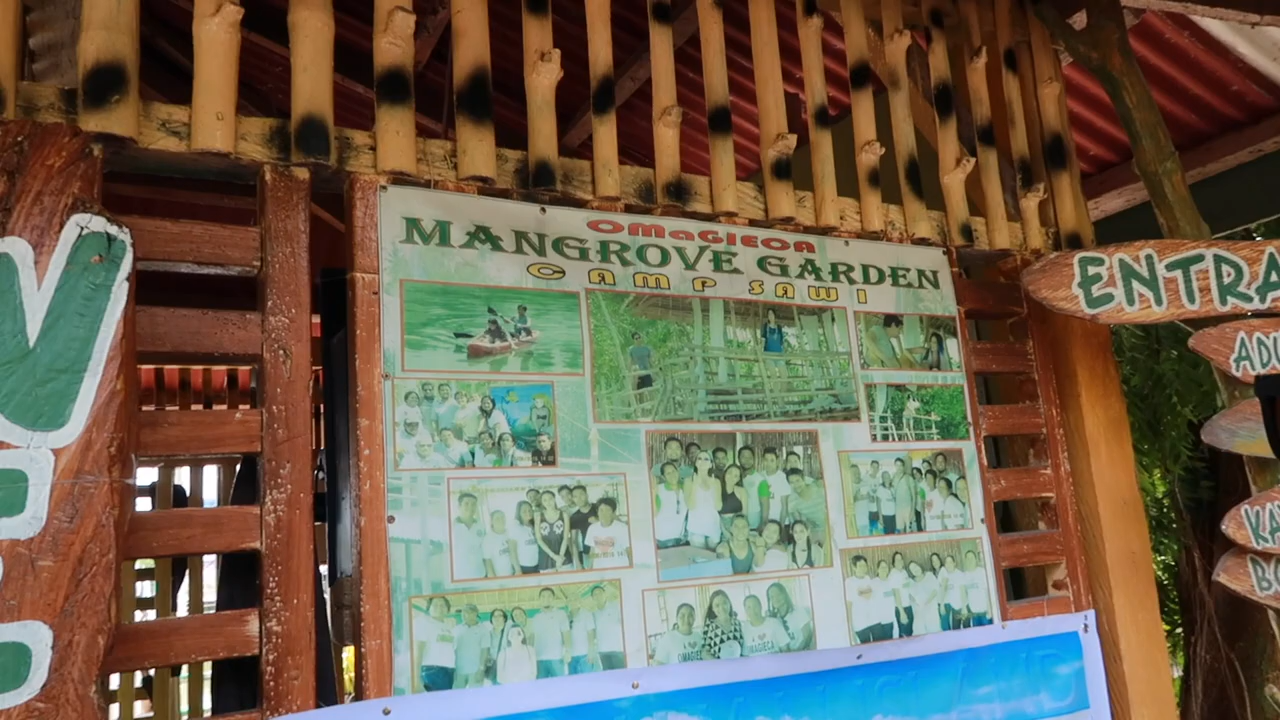 OMaGIECA
MANGROVE GARDEN
CAMP SAWI
ENTRA
ADU
KA
BO